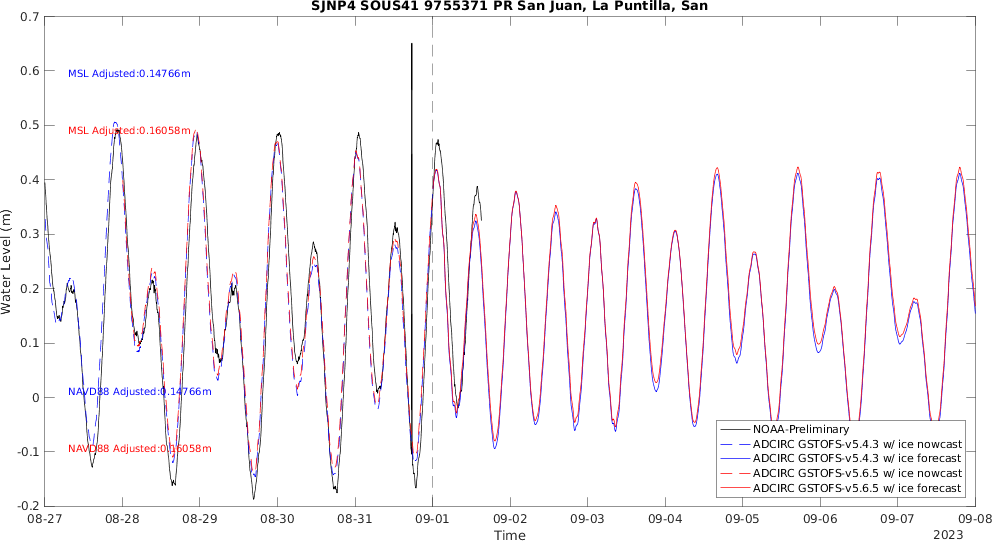 SJNP4 SOUS41 9755371 PR San Juan, La Puntilla, San
0.7
0.6
0.5
0.4
0.3
0.2
0.1
0
-0.1
-0.2
Water Level (m)
MSL Adjusted:0.14766m
MSL Adjusted:0.16058m
NAVD88 Adjusted:0.14766m
NAVD88 Adjusted:0.16058m
NOAA-Preliminary
ADCIRC GSTOFS-v5.4.3 w/ ice nowcast
ADCIRC GSTOFS-v5.4.3 w/ ice forecast
ADCIRC GSTOFS-v5.6.5 w/ ice nowcast
ADCIRC GSTOFS-v5.6.5 w/ ice forecast
08-27 08-28 08-29 08-30 08-31 09-01 09-02 09-03 09-04 09-05 09-06 09-07 09-08
Time
2023